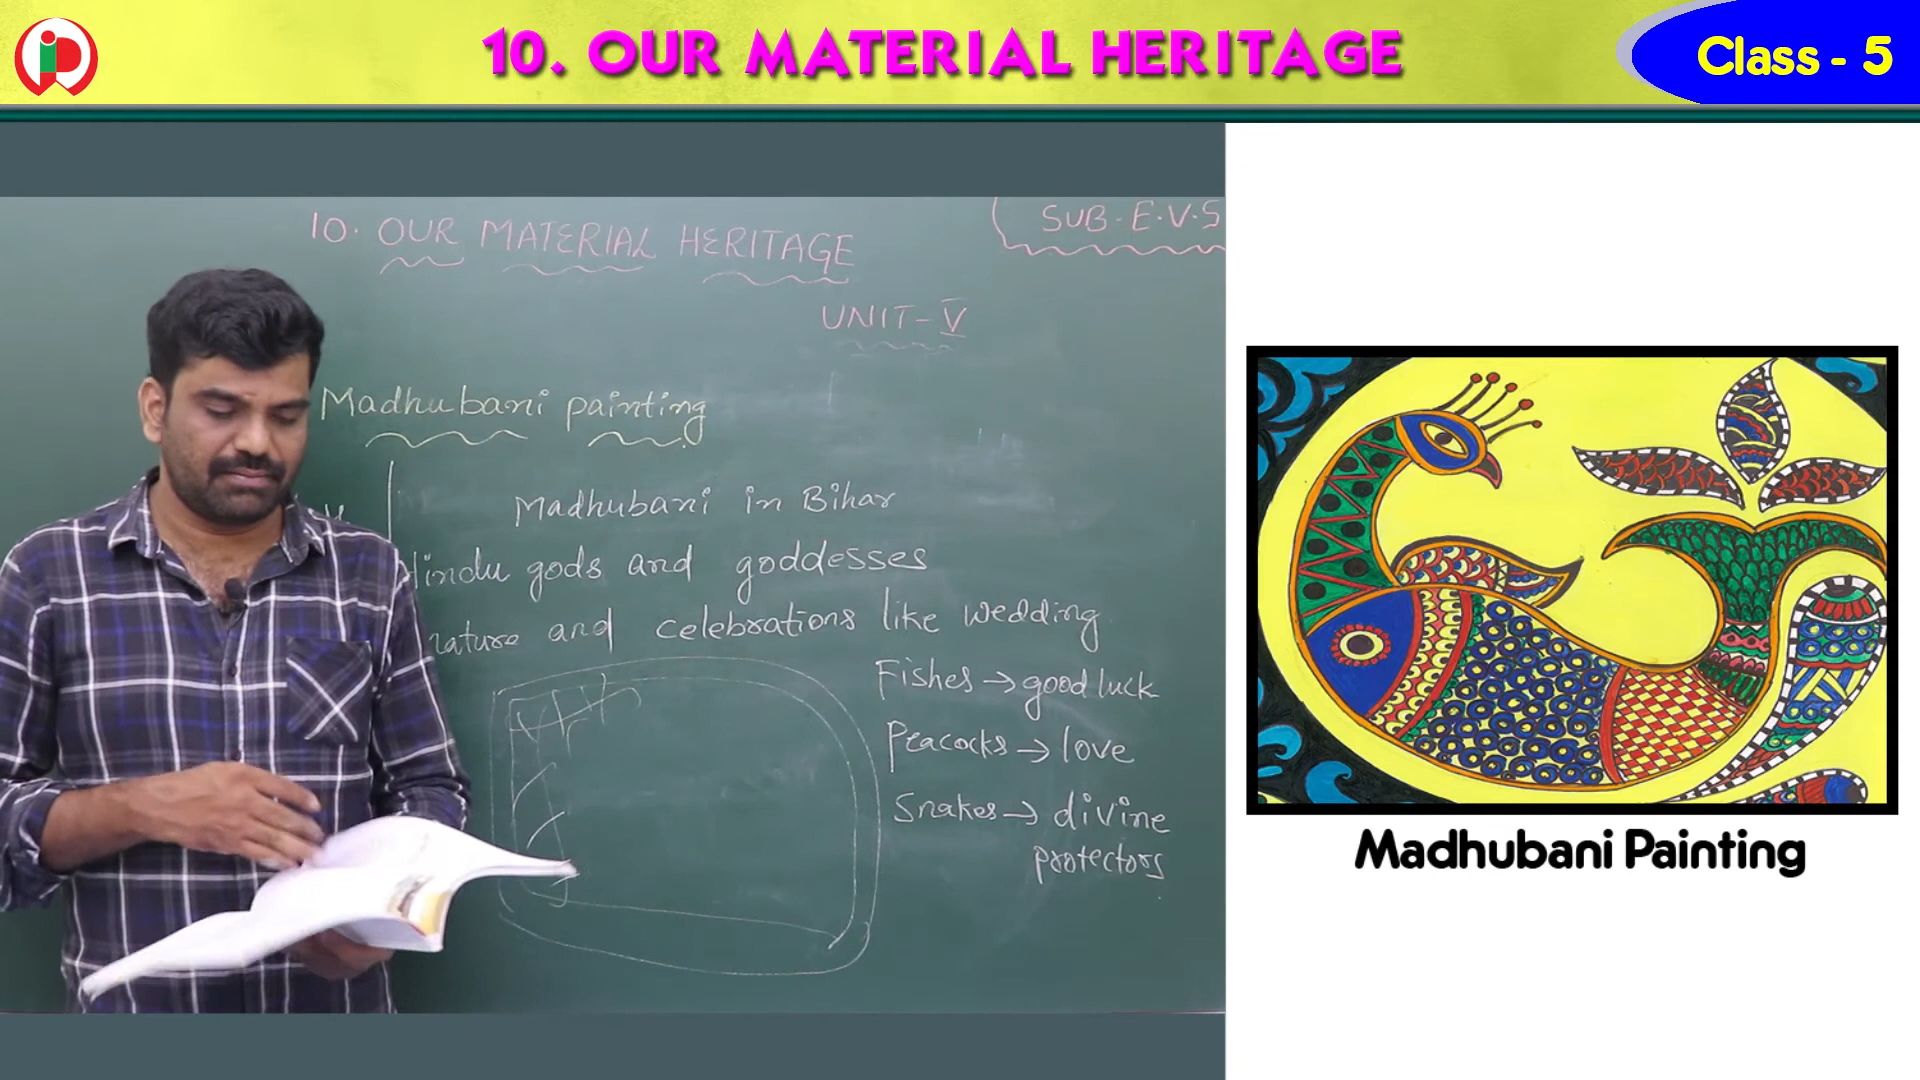 10. OUR MATERIAL HERITAGE
Class - 5
10. OUR MATERIAL HERITAGE
SUB-E.V.S
UNIT-V
Madhubani painting
Madhubani in Bihar
Hindu gods and goddesses
nature and celebrations like wedding
Fishes → good luck
Peacocks → love
Snakes → divine
protectors
Madhubani Painting